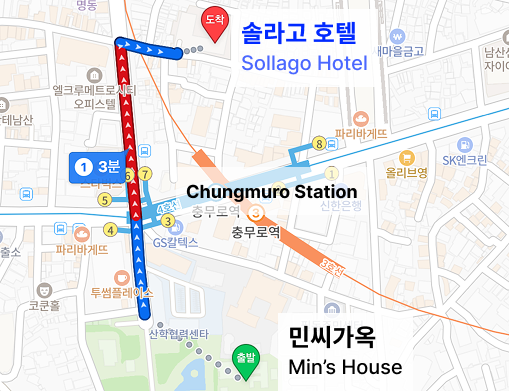 명동
도착
솔라고 호텔
Sollago Hotel
새마을금고
남산
자이
엘크루메트로시티
오피스텔
파리바게뜨
8
SK엔크린
올리브영
1 3분
6
7
5
4호선
Chungmuro Station
신한은행
1
3
4
충무로역
3
충무로역
GS칼텍스
파리바게뜨
3호선
투썸플레이스
코쿤홀
산학협력센타
출발
민씨가옥
Min's House